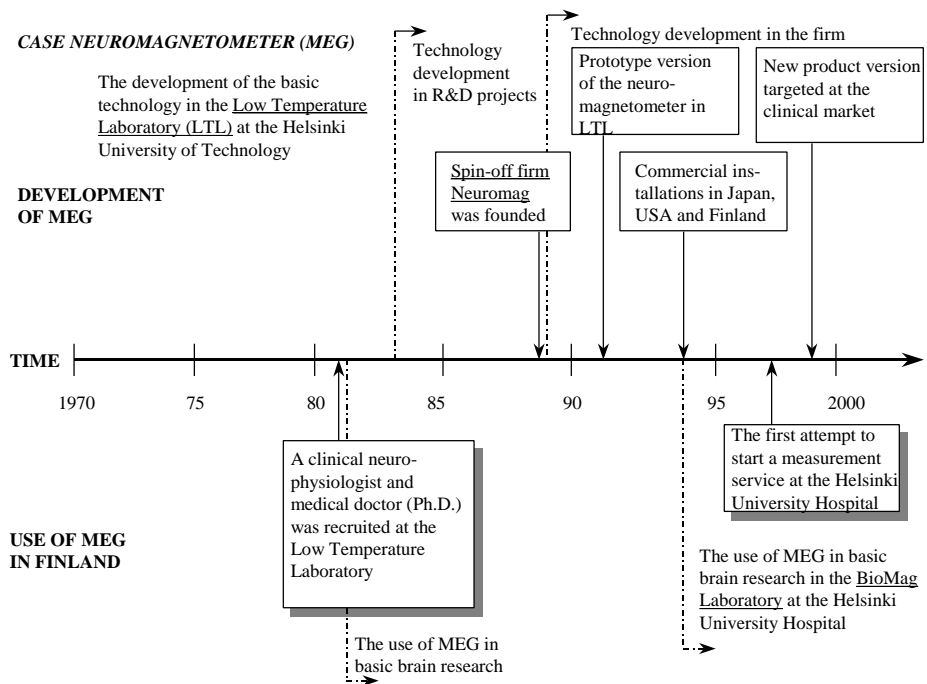 CASE NEUROMAGNETOMETER (MEG)
The development of the basic
technology in the Low Temperature
Laboratory (LTL) at the Helsinki
University of Technology
Technology
development
in R&D projects
Technology development in the firm
Prototype version
of the neuro-
magnetometer in
LTL
New product version
targeted at the
clinical market
DEVELOPMENT
OF MEG
Spin-off firm
Neuromag
was founded
Commercial ins-
tallations in Japan,
USA and Finland
TIME
1970
75
80
85
90
95
2000
A clinical neuro-
physiologist and
medical doctor (Ph.D.)
was recruited at the
Low Temperature
Laboratory
The first attempt to
start a measurement
service at the Helsinki
University Hospital
USE OF MEG
IN FINLAND
The use of MEG in basic
brain research in the BioMag
Laboratory at the Helsinki
University Hospital
The use of MEG in
basic brain research